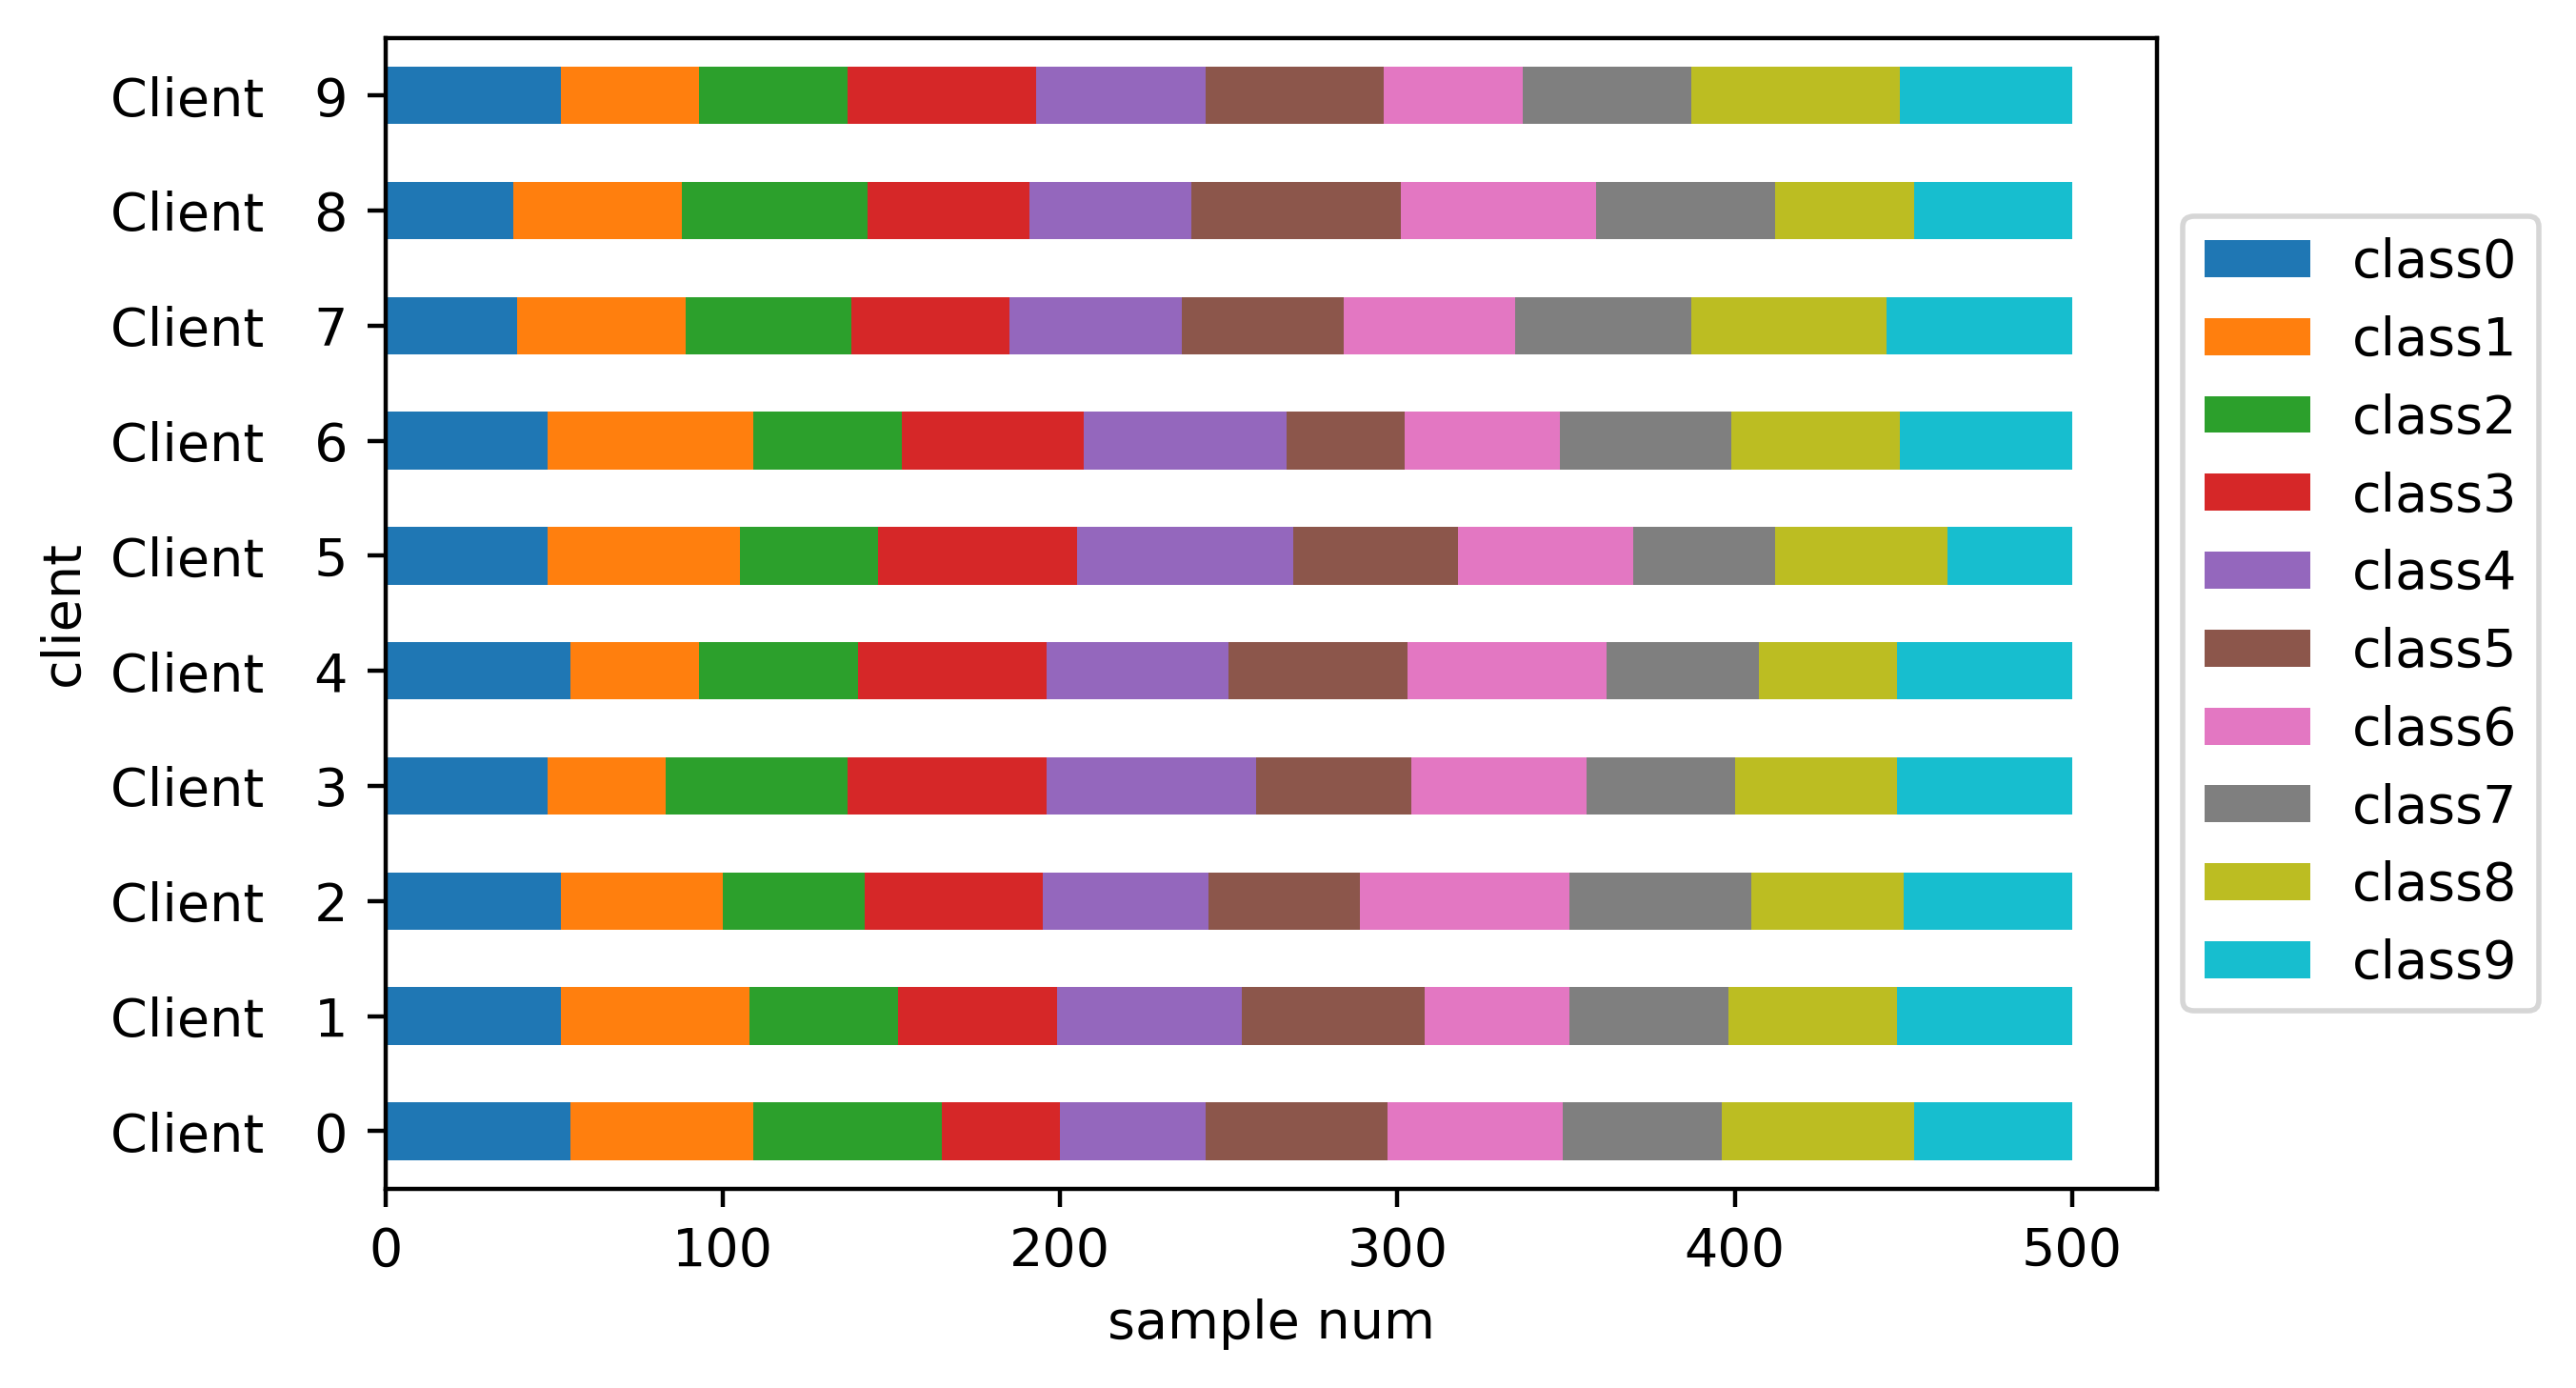 Client 9
Client 8
Client 7
Client 6
Client 5
Client 4
Client 3
Client 2
Client 1
Client 0
client
0 100 200 300 400 500
sample num
class0
class1
class2
class3
class4
class5
class6
class7
class8
class9